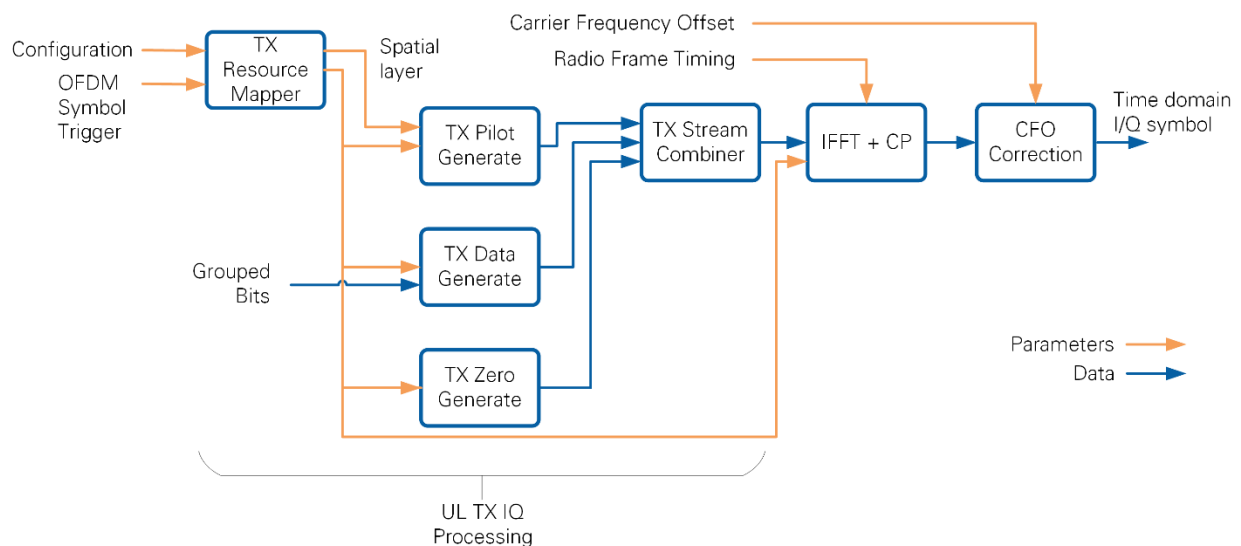 Configuration
OFDM
Symbol
Trigger
TX
Resource
Mapper
Spatial
layer
Carrier Frequency Offset
Radio Frame Timing
TX Pilot
Generate
TX Stream
Combiner
IFFT + CP
CFO
Correction
Time domain
I/Q symbol
Grouped
Bits
TX Data
Generate
TX Zero
Generate
Parameters
Data
UL TX IQ
Processing